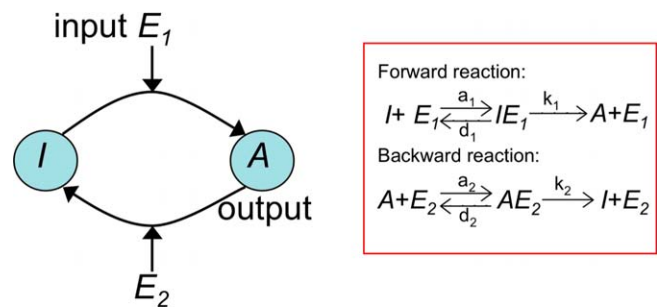 input E₁
I
A
output
E₂
Forward reaction:
a₁
I+ E₁ ⇌ IE₁ → A+E₁
d₁
k₁
Backward reaction:
a₂
A+E₂ ⇌ AE₂ → I+E₂
d₂
k₂